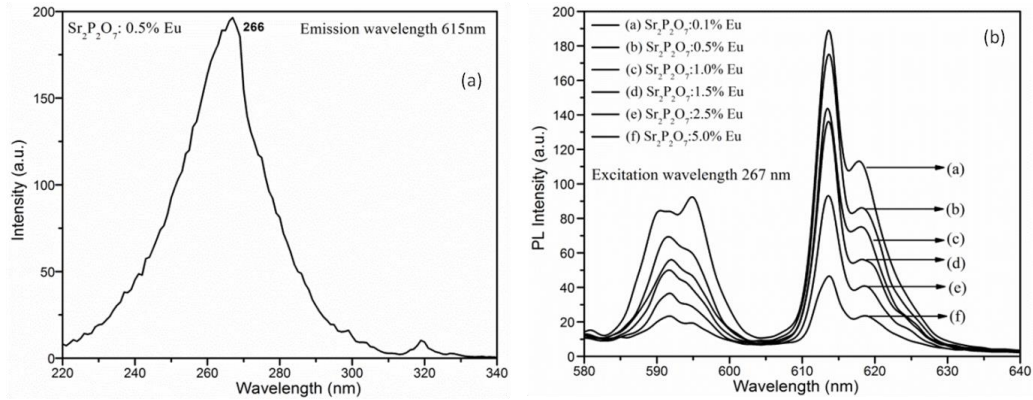 Sr₂P₂O₇: 0.5% Eu
266
Emission wavelength 615nm
(a)
200
150
100
50
0
Intensity (a.u.)
220
240
260
280
300
320
340
Wavelength (nm)
(a) Sr₂P₂O₇:0.1% Eu
(b) Sr₂P₂O₇:0.5% Eu
(c) Sr₂P₂O₇:1.0% Eu
(d) Sr₂P₂O₇:1.5% Eu
(e) Sr₂P₂O₇:2.5% Eu
(f) Sr₂P₂O₇:5.0% Eu
(b)
Excitation wavelength 267 nm
(a)
(b)
(c)
(d)
(e)
(f)
200
180
160
140
120
100
80
60
40
20
0
PL Intensity (a.u.)
580
590
600
610
620
630
640
Wavelength (nm)